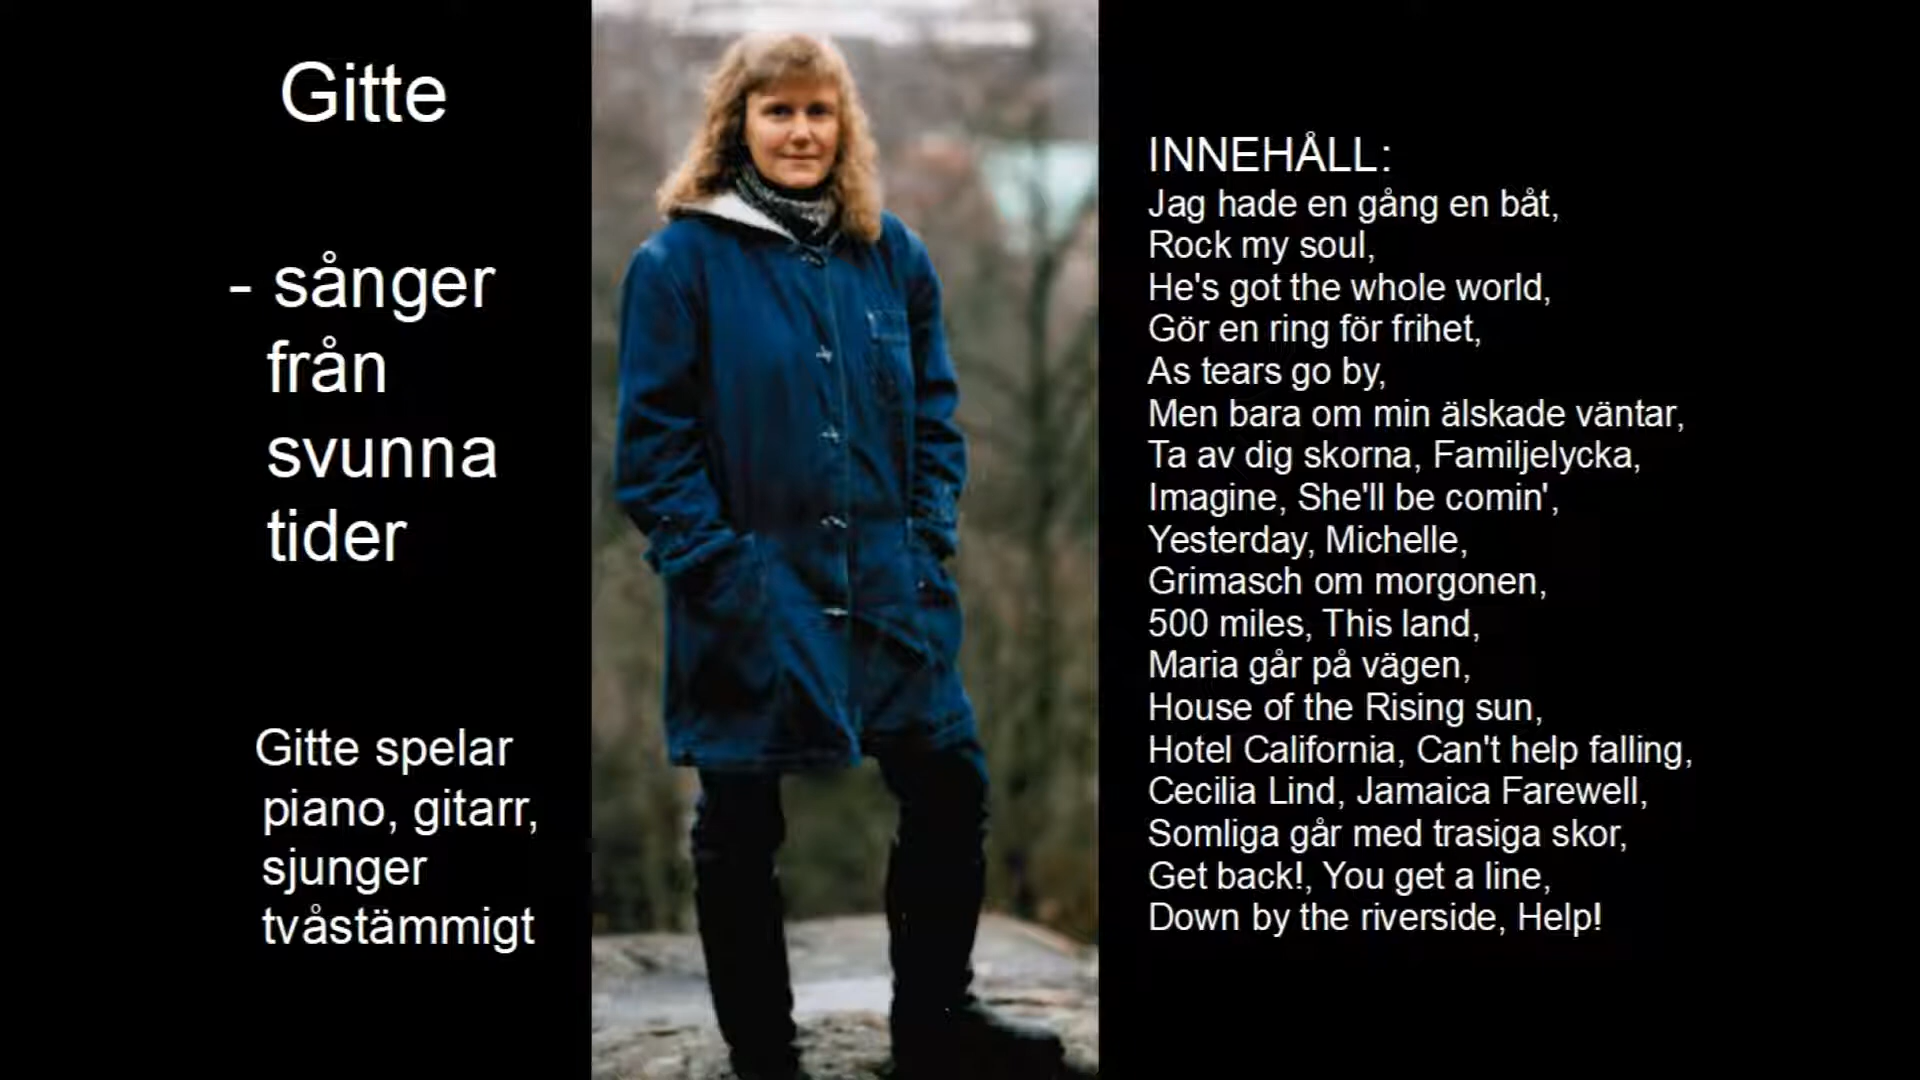 Gitte
- sånger
från
svunna
tider
Gitte spelar
piano, gitarr,
sjunger
tvåstämmigt
INNEHÅLL:
Jag hade en gång en båt,
Rock my soul,
He's got the whole world,
Gör en ring för frihet,
As tears go by,
Men bara om min älskade väntar,
Ta av dig skorna, Familjelycka,
Imagine, She'll be comin',
Yesterday, Michelle,
Grimasch om morgonen,
500 miles, This land,
Maria går på vägen,
House of the Rising sun,
Hotel California, Can't help falling,
Cecilia Lind, Jamaica Farewell,
Somliga går med trasiga skor,
Get back!, You get a line,
Down by the riverside, Help!